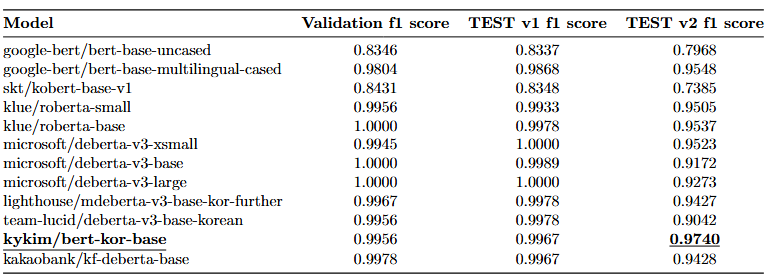 Model Validation f1 score TEST v1 f1 score TEST v2 f1 score
google-bert/bert-base-uncased 0.8346 0.8337 0.7968
google-bert/bert-base-multilingual-cased 0.9804 0.9868 0.9548
skt/kobert-base-v1 0.8431 0.8348 0.7385
klue/roberta-small 0.9956 0.9933 0.9505
klue/roberta-base 1.0000 0.9978 0.9537
microsoft/deberta-v3-xsmall 0.9945 1.0000 0.9523
microsoft/deberta-v3-base 1.0000 0.9989 0.9172
microsoft/deberta-v3-large 1.0000 1.0000 0.9273
lighthouse/mdeberta-v3-base-kor-further 0.9967 0.9978 0.9427
team-lucid/deberta-v3-base-korean 0.9956 0.9978 0.9042
kykim/bert-kor-base 0.9956 0.9967 0.9740
kakaobank/kf-deberta-base 0.9978 0.9967 0.9428